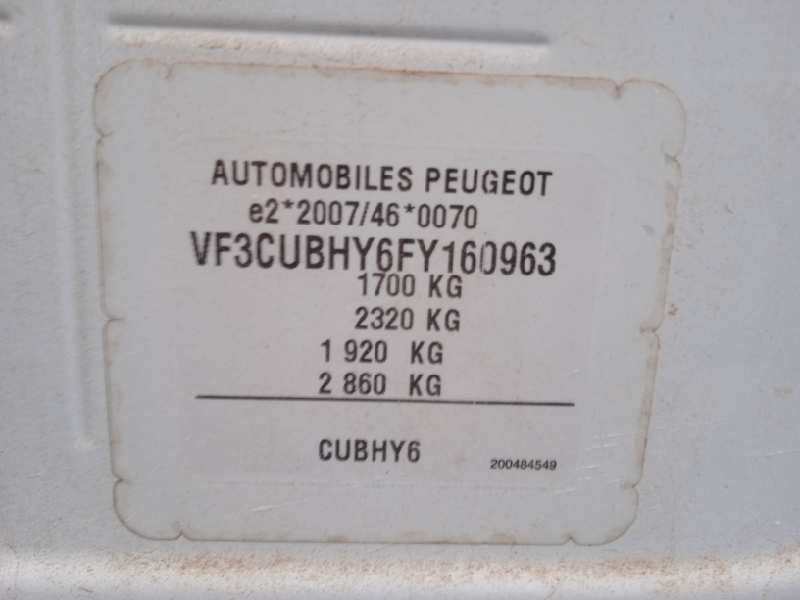 AUTOMOBILES PEUGEOT
e2*2007/46*0070
VF3CUBHY6FY160963
1700 KG
2320 KG
1 920 KG
2 860 KG
CUBHY6
200484549